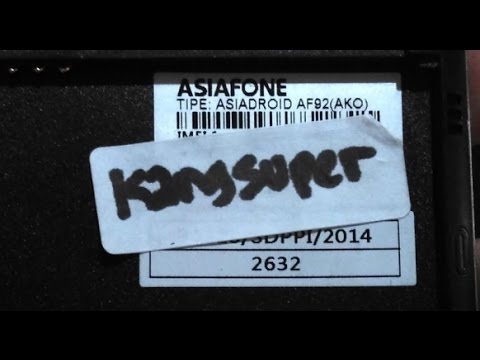 ASIAFONE
TIPE: ASIADROID AF92(AKO)
Kangsuper
/SDPPI/2014
2632